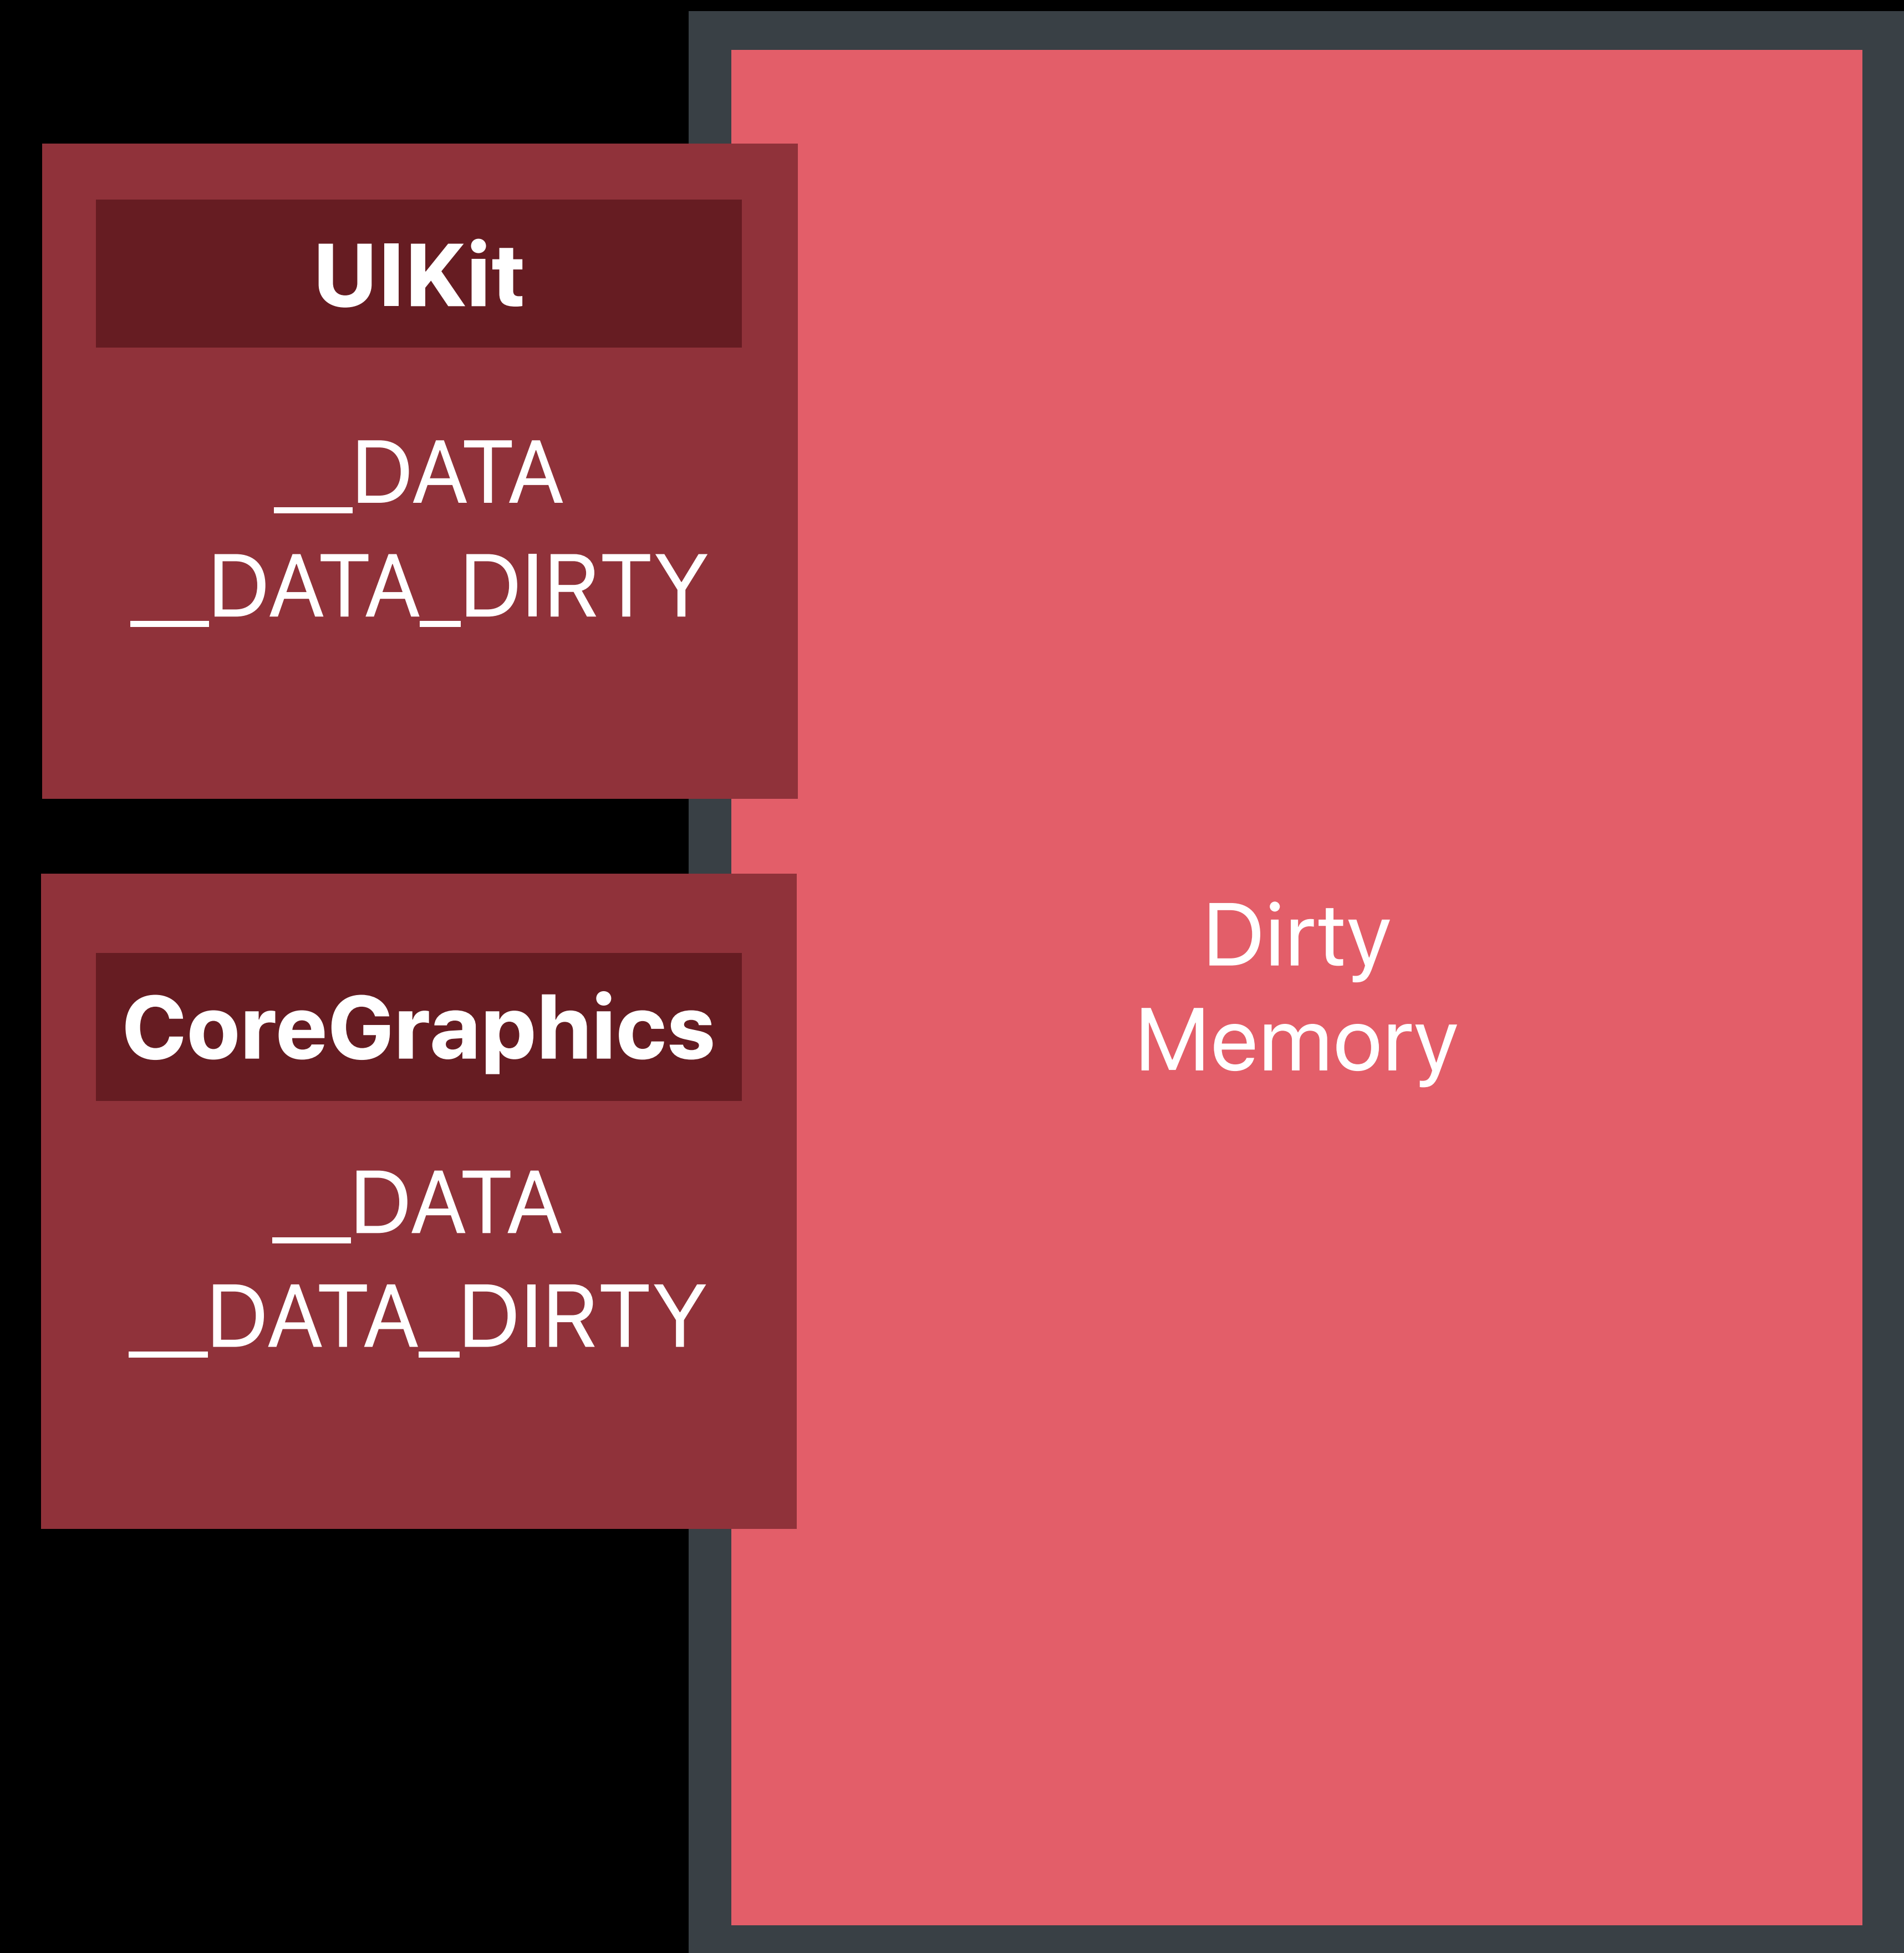 UIKit
__DATA
__DATA_DIRTY
CoreGraphics
__DATA
__DATA_DIRTY
Dirty
Memory